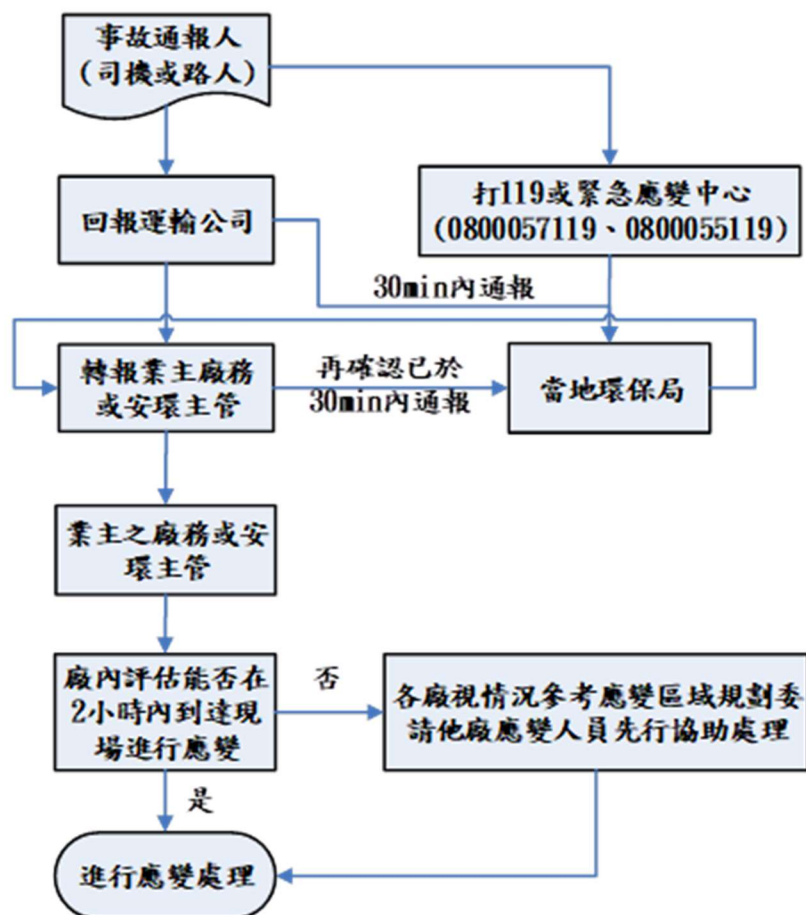 事故通報人
(司機或路人)
回報運輸公司
打119或緊急應變中心
(0800057119、0800055119)
30min內通報
轉報業主廠務
或安環主管
再確認已於
30min內通報
當地環保局
業主之廠務或安
環主管
廠內評估能否在
2小時內到達現
場進行應變
否
各廠視情況參考應變區域規劃委
請他廠應變人員先行協助處理
是
進行應變處理